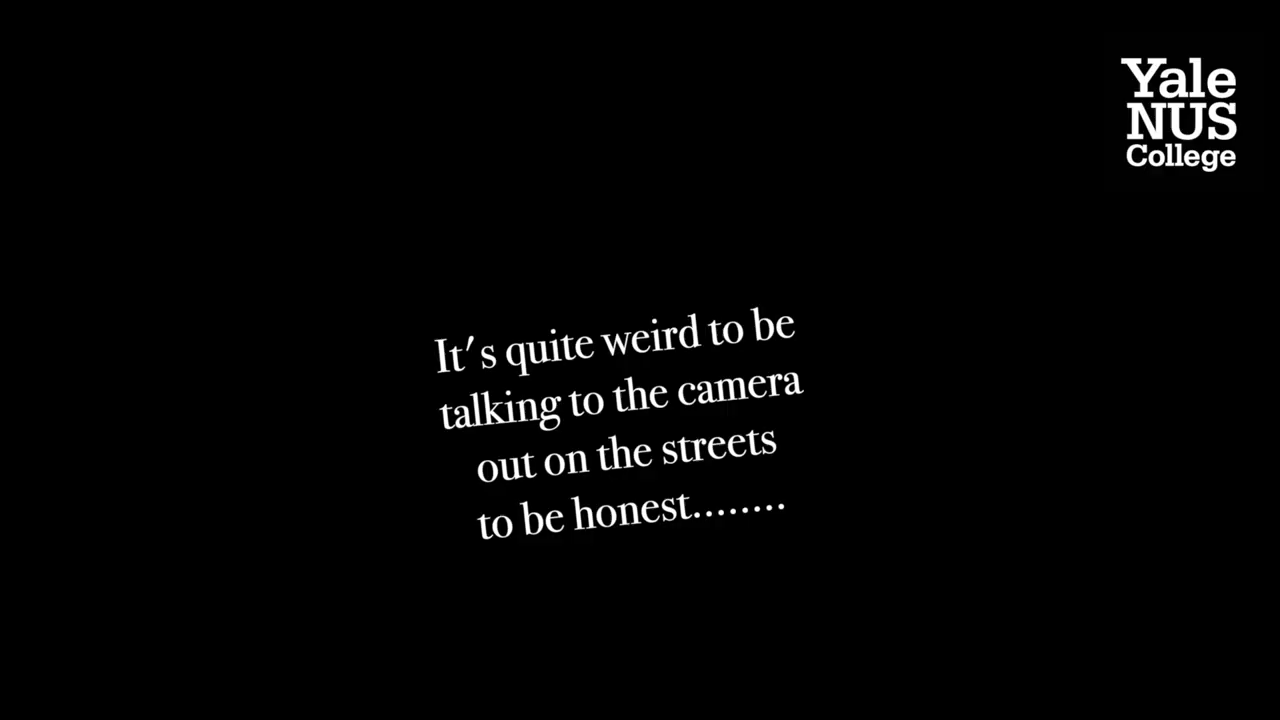 Yale
NUS
College
It's quite weird to be
talking to the camera
out on the streets
to be honest........